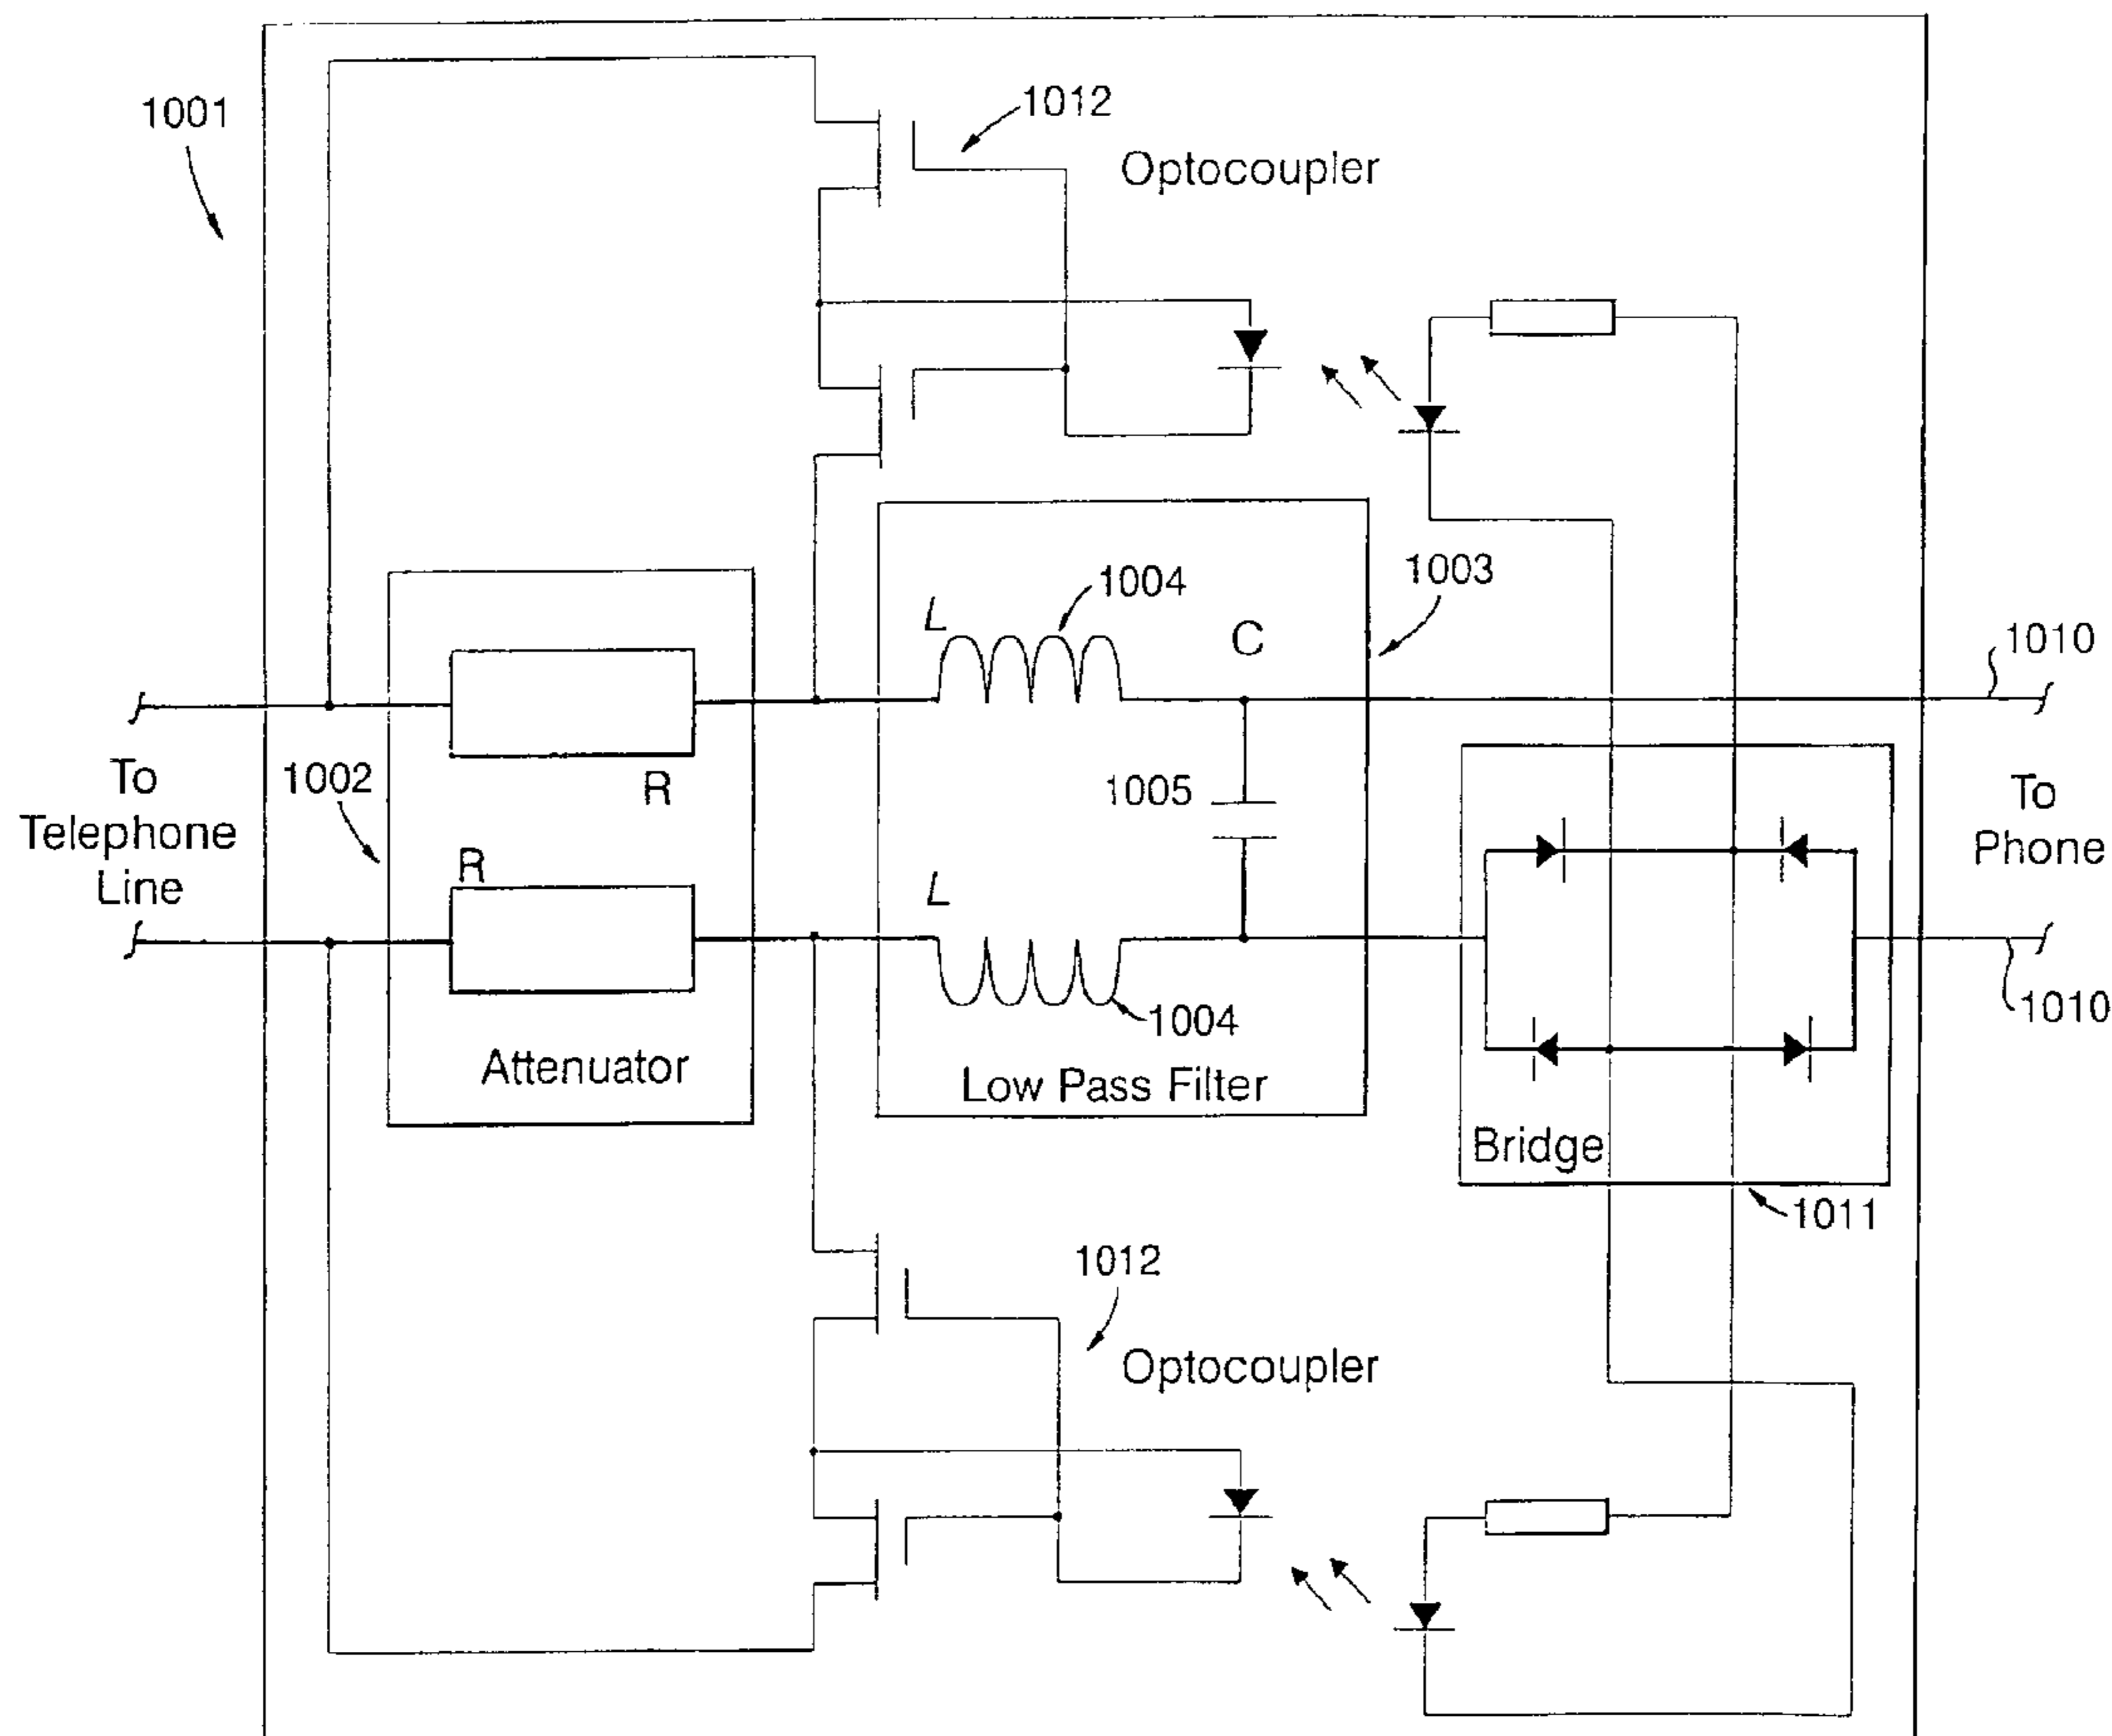 1001
1012
Optocoupler
1004
1003
L
C
1010
To
Telephone
Line
1002
R
1005
To
Phone
R
L
1004
1010
Attenuator
Low Pass Filter
Bridge
1011
1012
Optocoupler